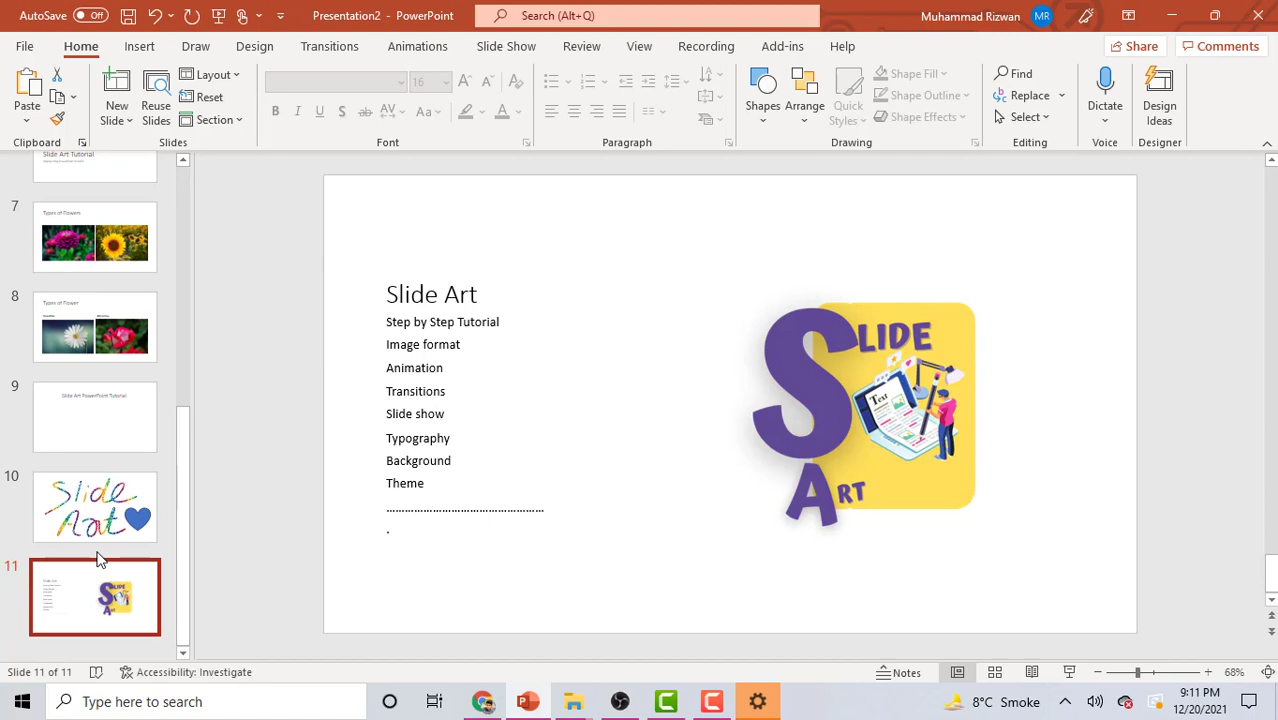 AutoSave Off
Presentation2 - PowerPoint
Search (Alt+Q)
Muhammad Rizwan MR
File Home Insert Draw Design Transitions Animations Slide Show Review View Recording Add-ins Help Share Comments
Paste
Clipboard
New Slide
Reuse Slides
Layout
Reset
Section
Slides
16
Font
Paragraph
Shapes
Arrange
Quick Styles
Shape Fill
Shape Outline
Shape Effects
Drawing
Find
Replace
Select
Editing
Dictate
Voice
Design Ideas
Designer
Slide Art Tutorial
7
Types of Flowers
8
Types of Flower
9
Slide Art PowerPoint Tutorial
10
Slide
Art
11
Slide Art
Step by Step Tutorial
Image format
Animation
Transitions
Slide show
Typography
Background
Theme
………………………………………
.
SLIDE
Text
ART
Slide 11 of 11
Accessibility: Investigate
Notes
68%
Type here to search
8°C Smoke
9:11 PM
12/20/2021